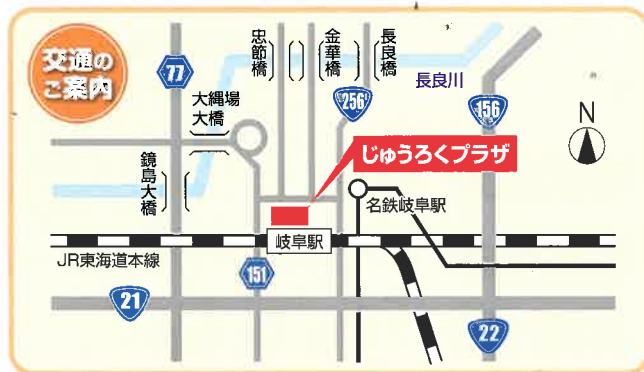 交通の
ご案内
77
忠節橋
金華橋
長良橋
長良川
256
156
大縄場
大橋
N
じゅうろくプラザ
鏡島大橋
名鉄岐阜駅
岐阜駅
JR東海道本線
151
21
22